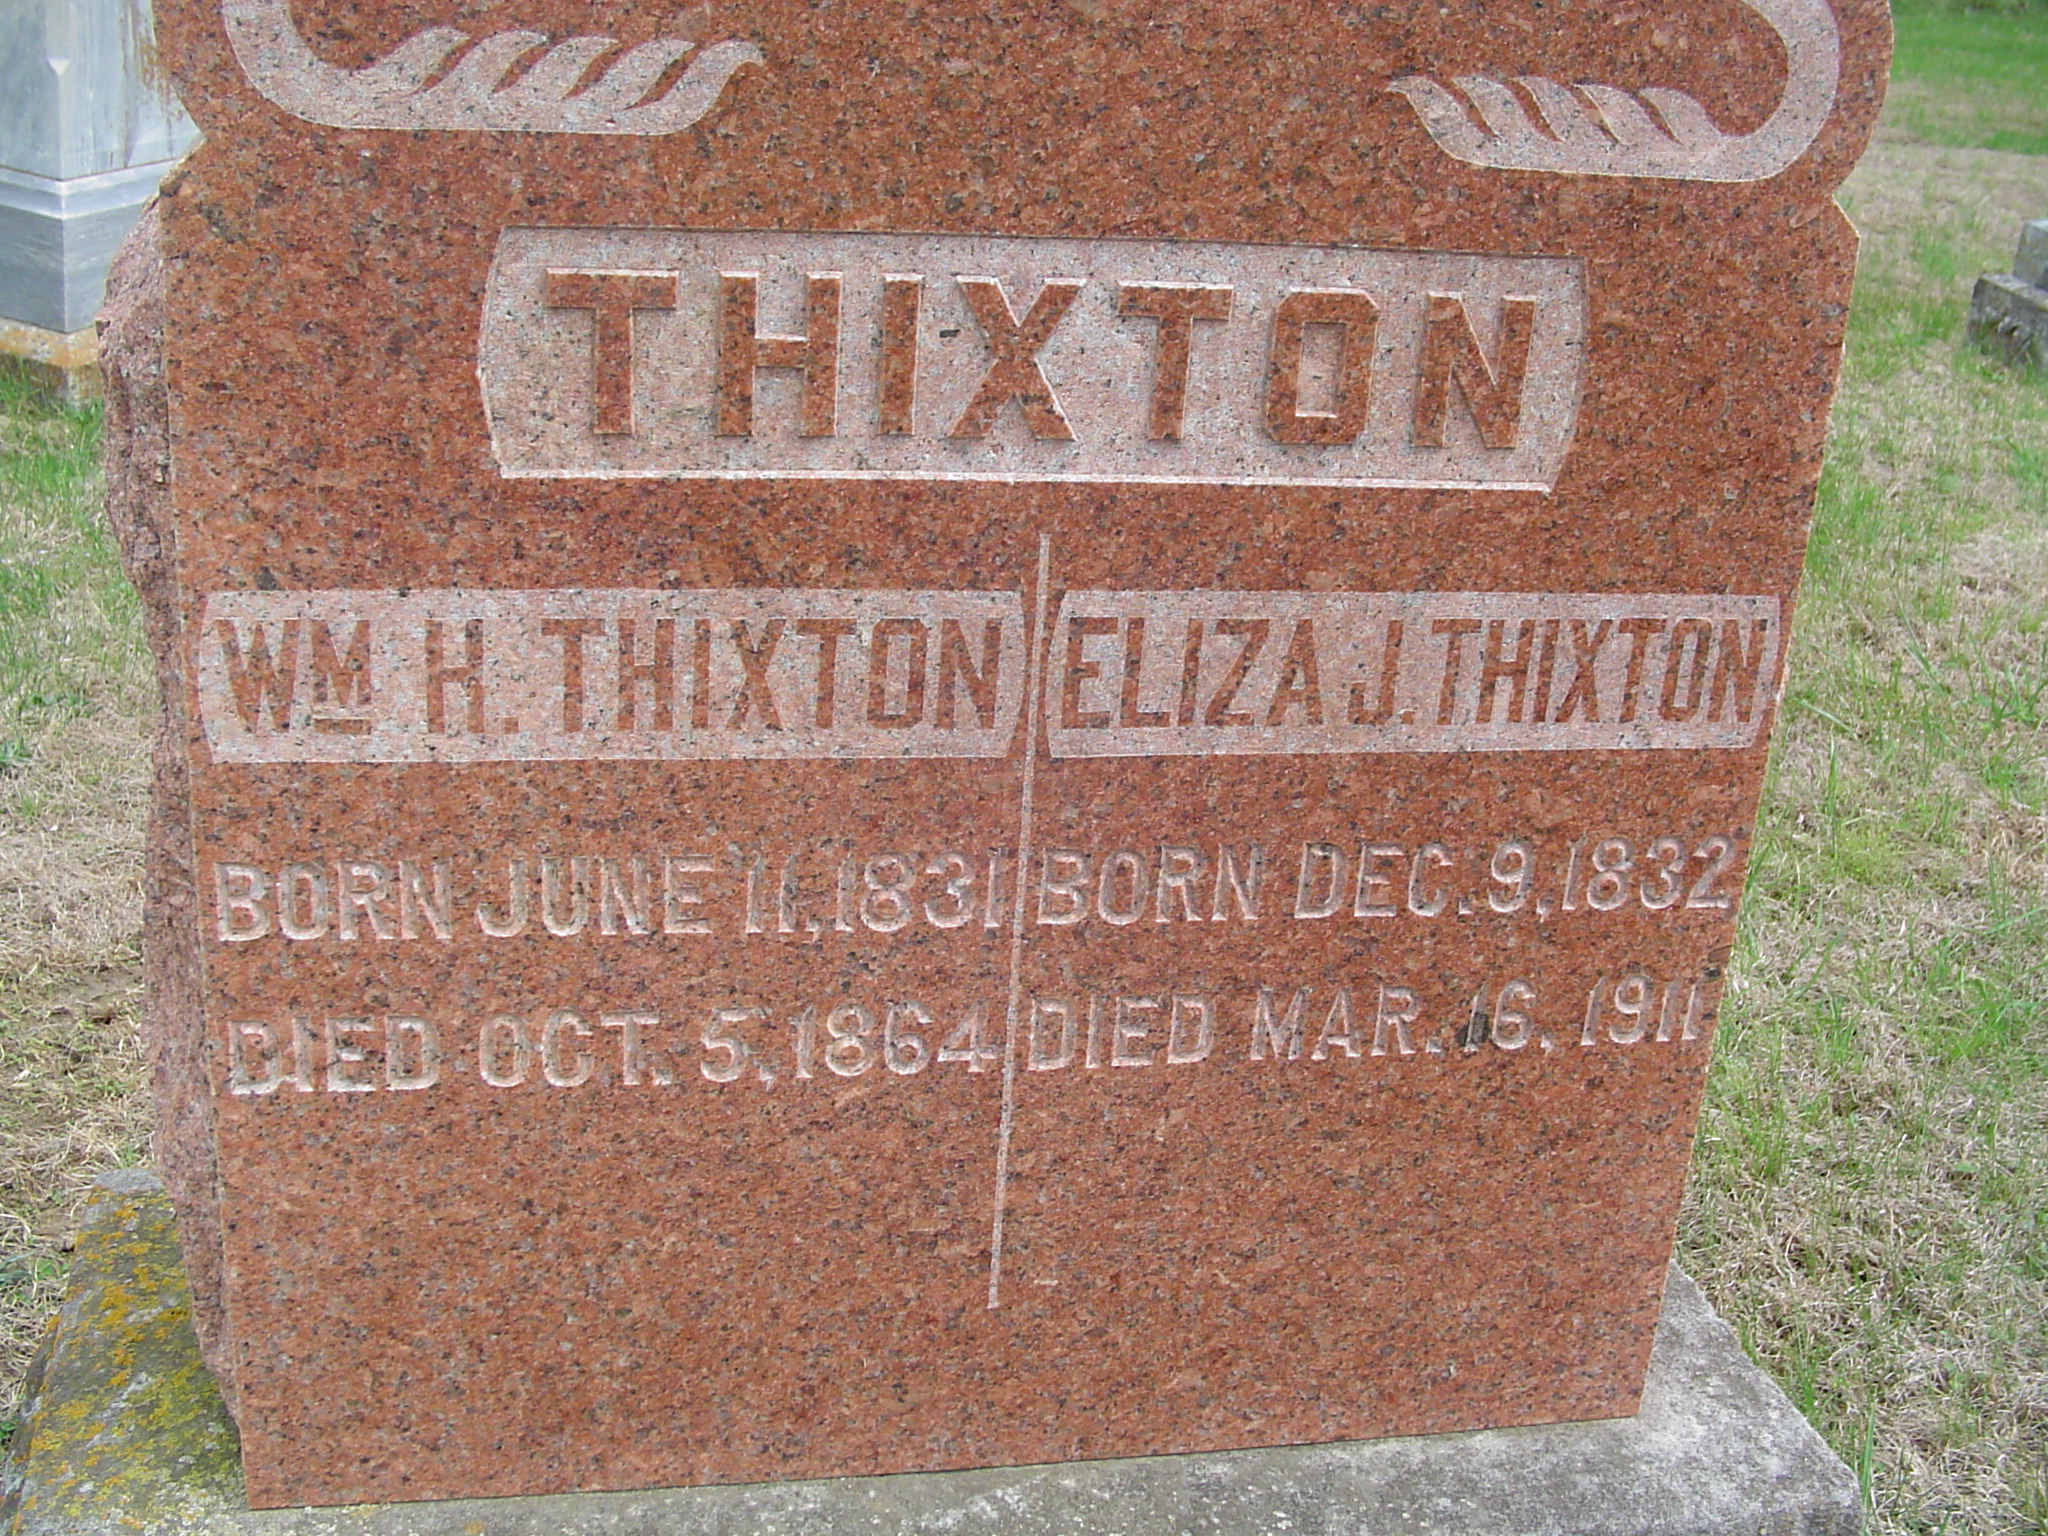 THIXTON
WM H. THIXTON
BORN JUNE 11, 1831
DIED OCT. 5, 1864
ELIZA J. THIXTON
BORN DEC. 9, 1832
DIED MAR. 16, 1911